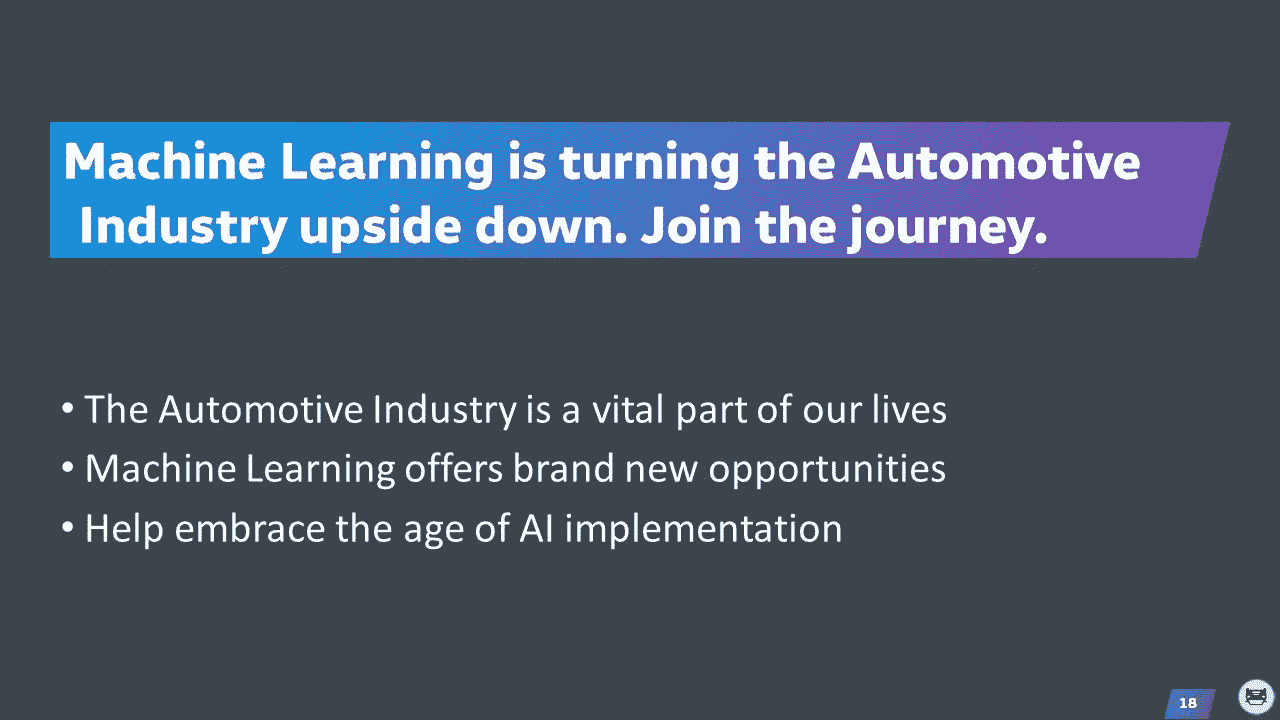 Machine Learning is turning the Automotive
Industry upside down. Join the journey.
• The Automotive Industry is a vital part of our lives
• Machine Learning offers brand new opportunities
• Help embrace the age of AI implementation
18